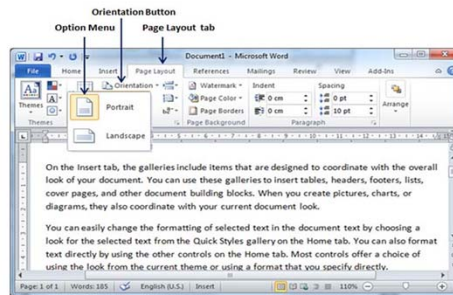 Orientation Button
Option Menu
Page Layout tab
Document1 - Microsoft Word
File Home Insert Page Layout References Mailings Review View Add-Ins
Orientation Watermark Indent Spacing
Themes Page Color 0 cm 0 pt Arrange
Portrait Page Borders 0 cm 10 pt
Themes Page Background Paragraph
Landscape
On the Insert tab, the galleries include items that are designed to coordinate with the overall
look of your document. You can use these galleries to insert tables, headers, footers, lists,
cover pages, and other document building blocks. When you create pictures, charts, or
diagrams, they also coordinate with your current document look.
You can easily change the formatting of selected text in the document text by choosing a
look for the selected text from the Quick Styles gallery on the Home tab. You can also format
text directly by using the other controls on the Home tab. Most controls offer a choice of
using the look from the current theme or using a format that you specify directly.
Page: 1 of 1 Words: 185 English (U.S.) Insert 110%